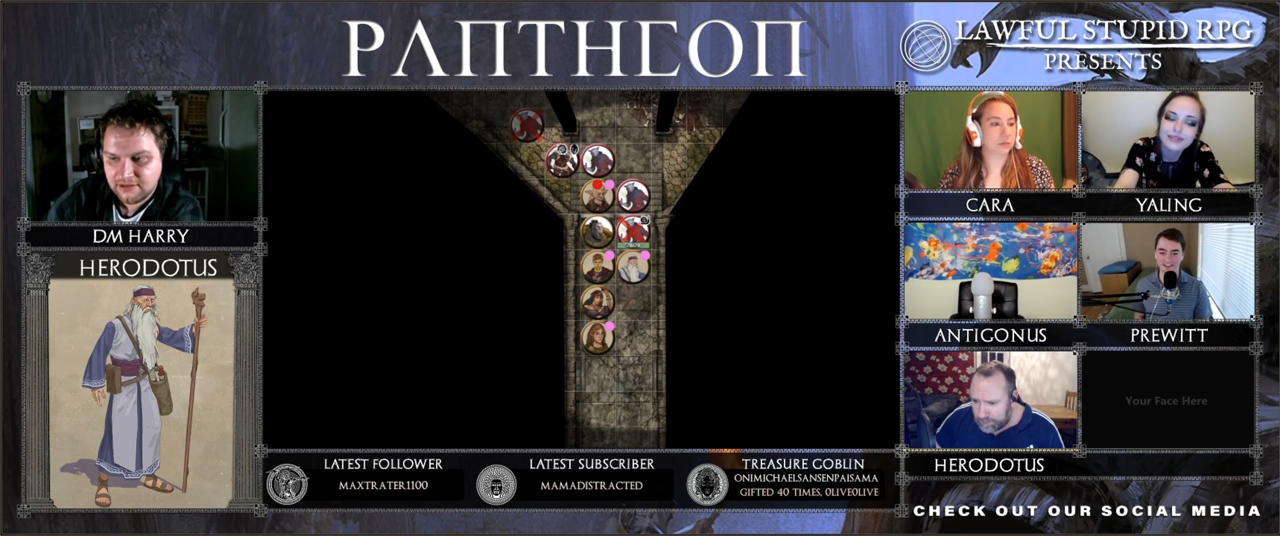 PANTHEON
LAWFUL STUPID RPG
PRESENTS
DM HARRY
HERODOTUS
CARA
YALING
ANTIGONUS
PREWITT
HERODOTUS
Your Face Here
LATEST FOLLOWER
MAXTRATER1100
LATEST SUBSCRIBER
MAMADISTRACTED
TREASURE GOBLIN
ONIMICHAELSANSENPAISAMA
GIFTED 40 TIMES, 0LIVE0LIVE
CHECK OUT OUR SOCIAL MEDIA